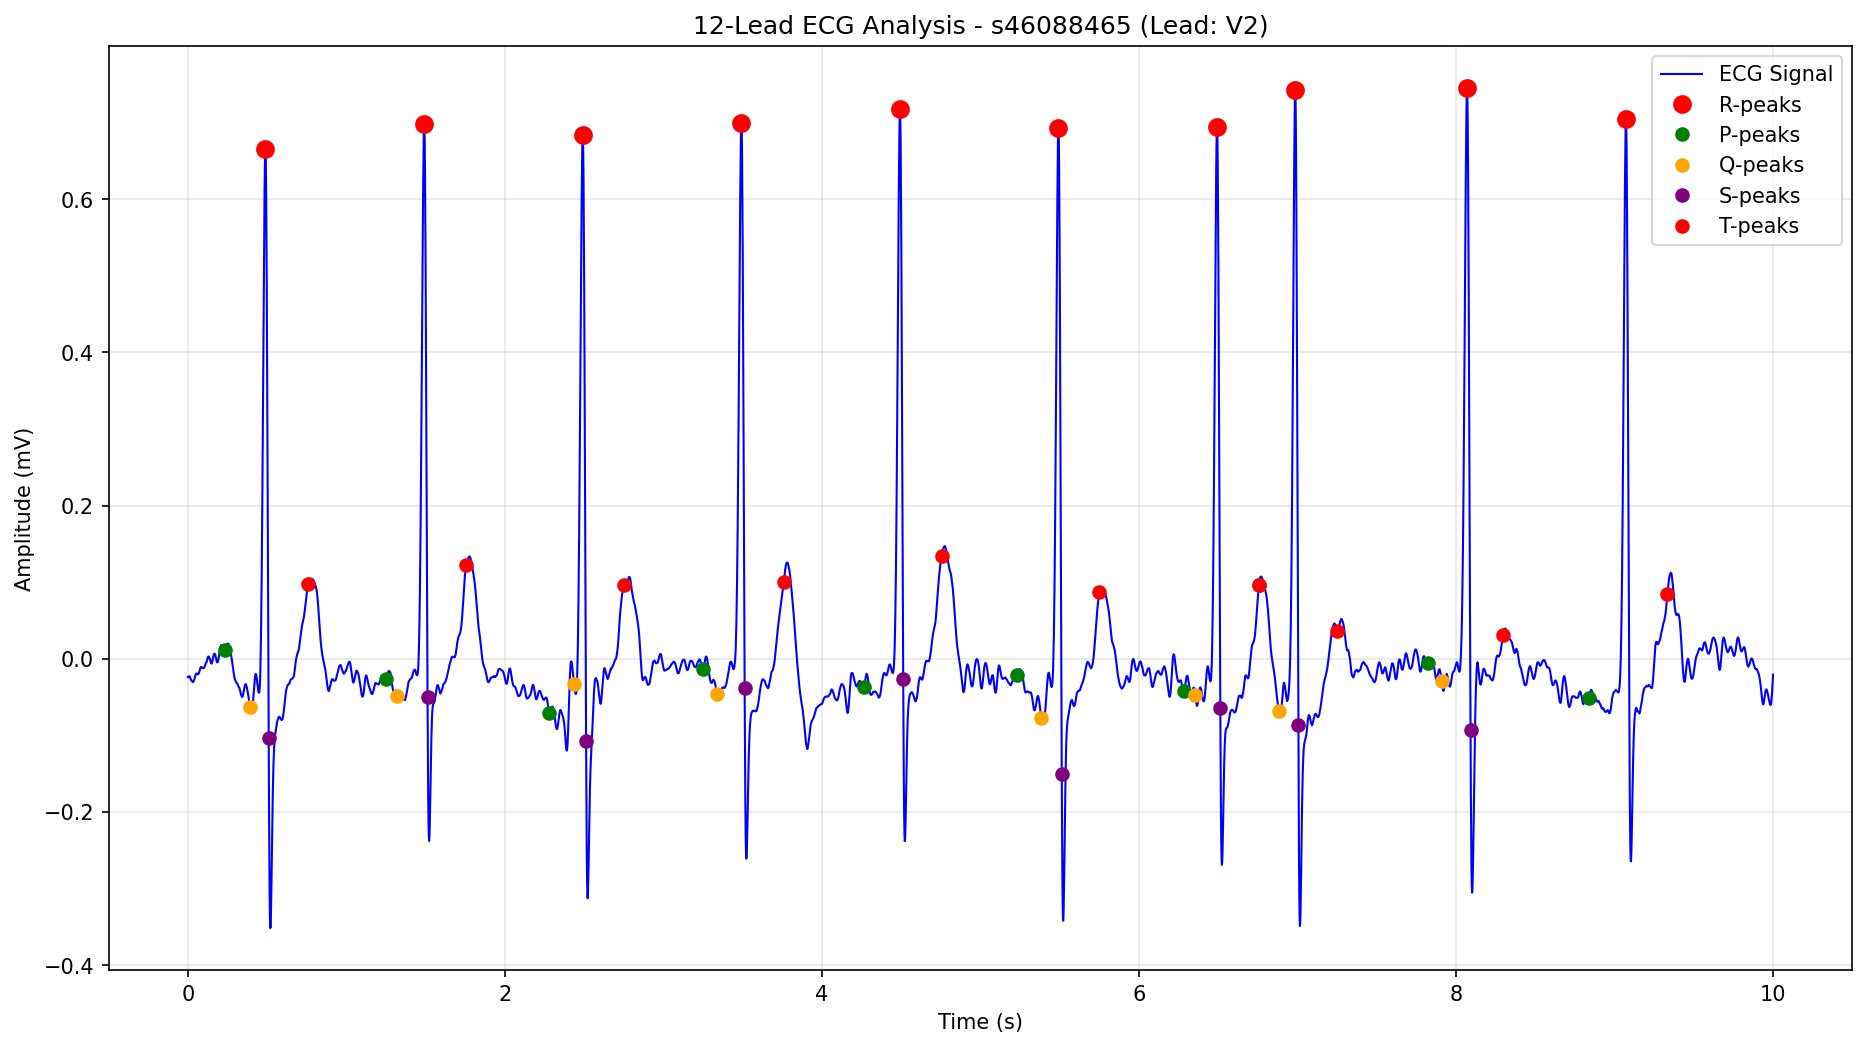 12-Lead ECG Analysis - s46088465 (Lead: V2)
ECG Signal
R-peaks
P-peaks
Q-peaks
S-peaks
T-peaks
Amplitude (mV)
0.6
0.4
0.2
0.0
−0.2
−0.4
0 2 4 6 8 10
Time (s)